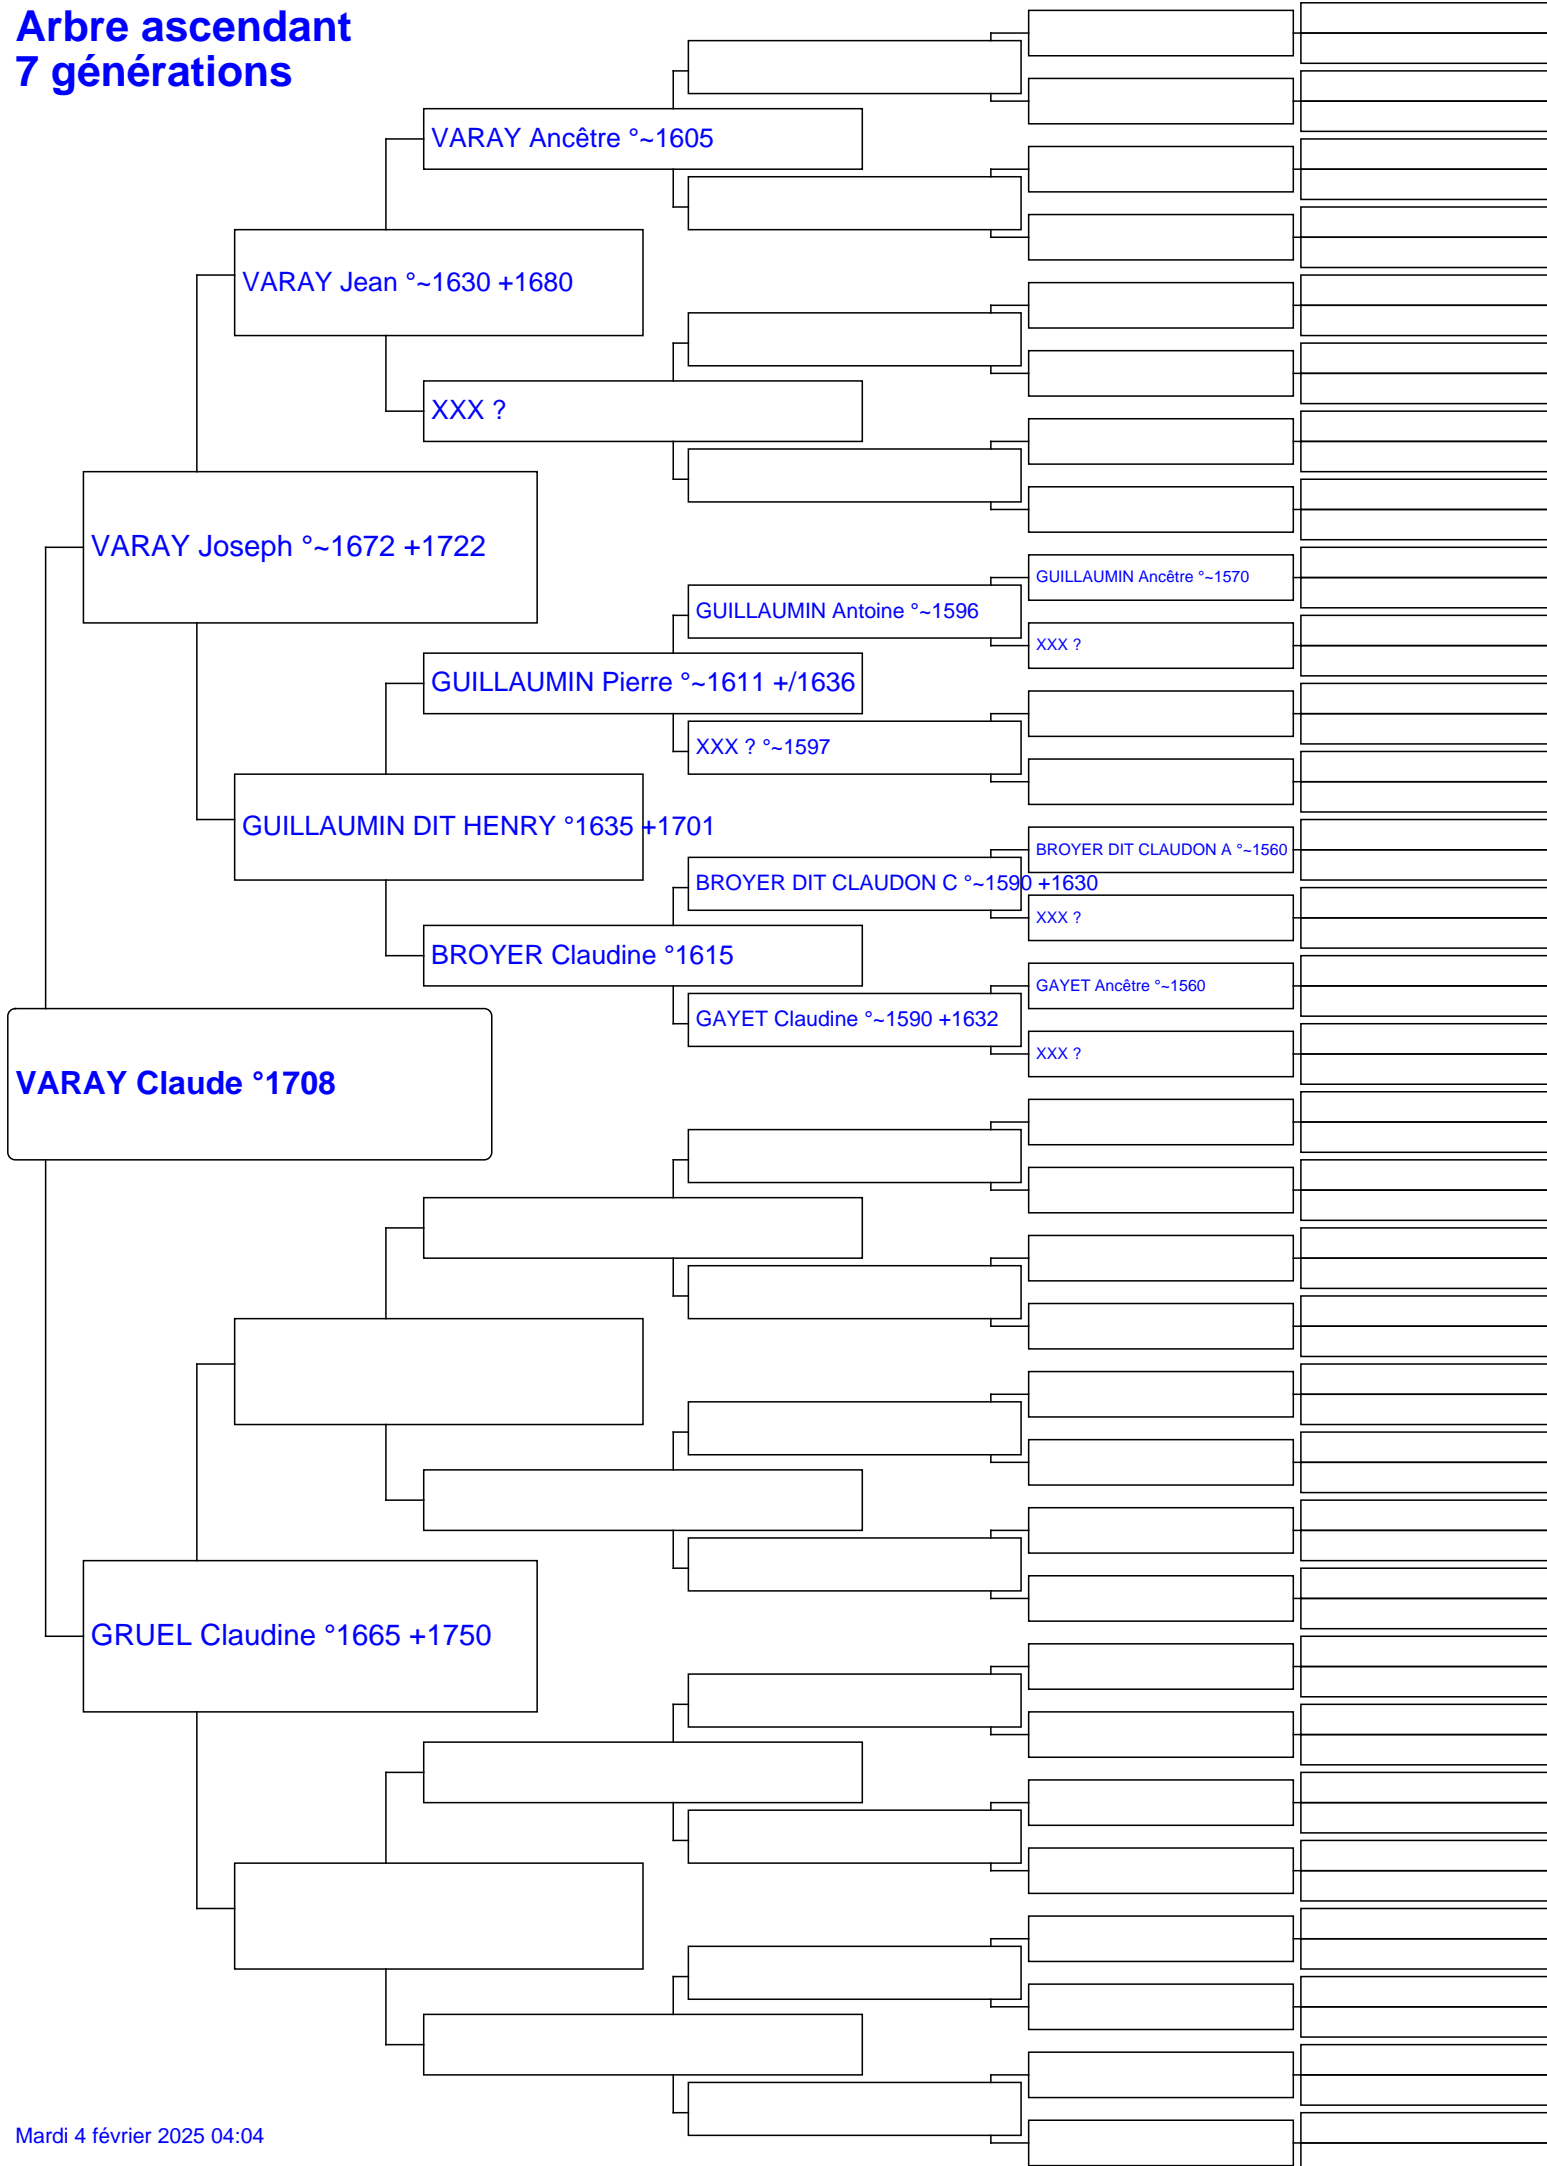 Arbre ascendant
7 générations
VARAY Ancêtre °~1605
VARAY Jean °~1630 +1680
XXX ?
VARAY Joseph °~1672 +1722
GUILLAUMIN Ancêtre °~1570
GUILLAUMIN Antoine °~1596
XXX ?
GUILLAUMIN Pierre °~1611 +/1636
XXX ? °~1597
GUILLAUMIN DIT HENRY °1635 +1701
BROYER DIT CLAUDON A °~1560
BROYER DIT CLAUDON C °~1590 +1630
XXX ?
BROYER Claudine °1615
GAYET Ancêtre °~1560
GAYET Claudine °~1590 +1632
XXX ?
VARAY Claude °1708
GRUEL Claudine °1665 +1750
Mardi 4 février 2025 04:04